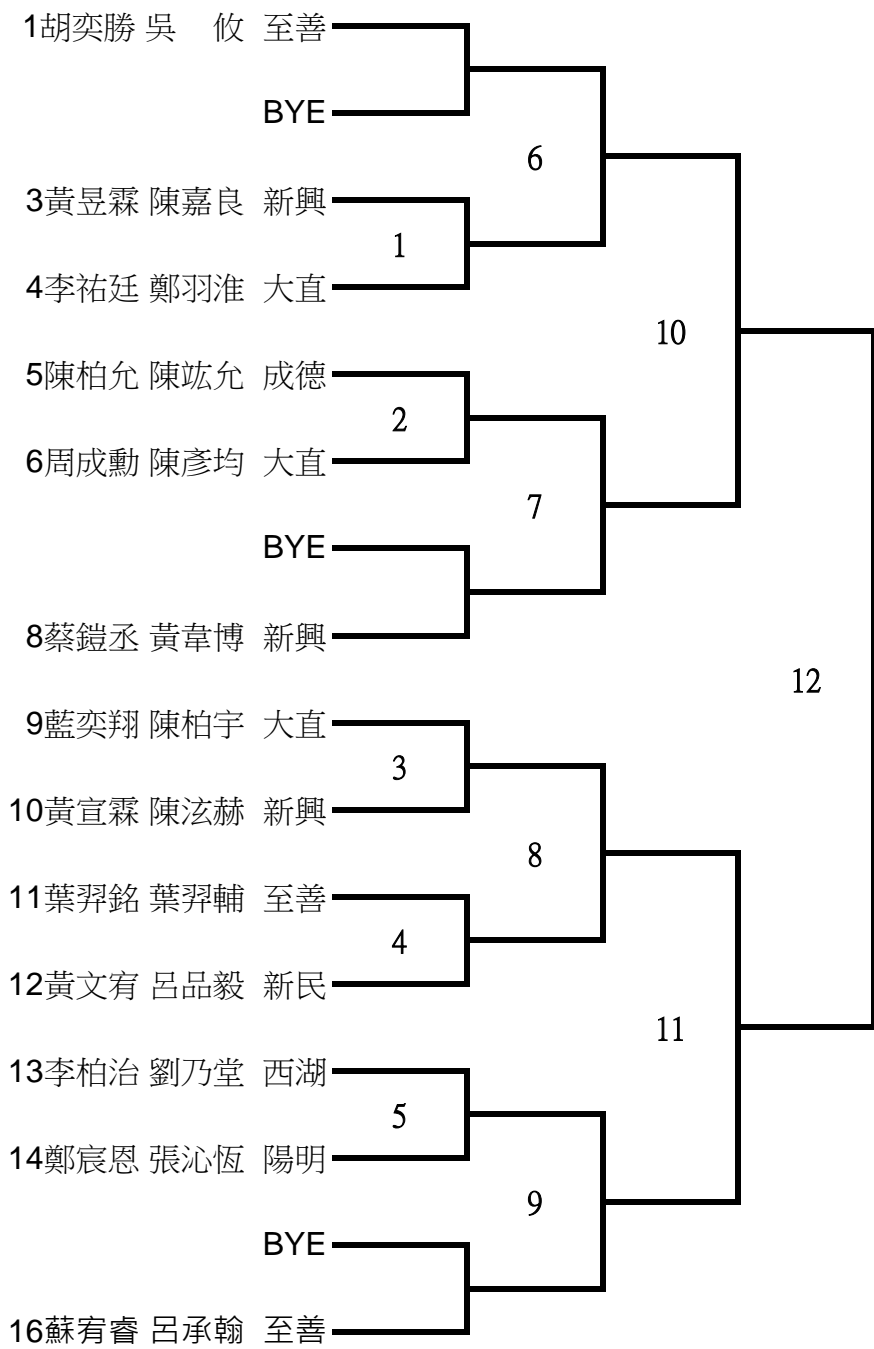 1胡奕勝 吳　攸 至善
BYE
6
3黃昱霖 陳嘉良 新興
1
4李祐廷 鄭羽淮 大直
10
5陳柏允 陳竑允 成德
2
6周成勳 陳彥均 大直
7
BYE
8蔡鎧丞 黃韋博 新興
12
9藍奕翔 陳柏宇 大直
3
10黃宣霖 陳泫赫 新興
8
11葉羿銘 葉羿輔 至善
4
12黃文宥 呂品毅 新民
11
13李柏治 劉乃堂 西湖
5
14鄭宸恩 張沁恆 陽明
9
BYE
16蘇宥睿 呂承翰 至善